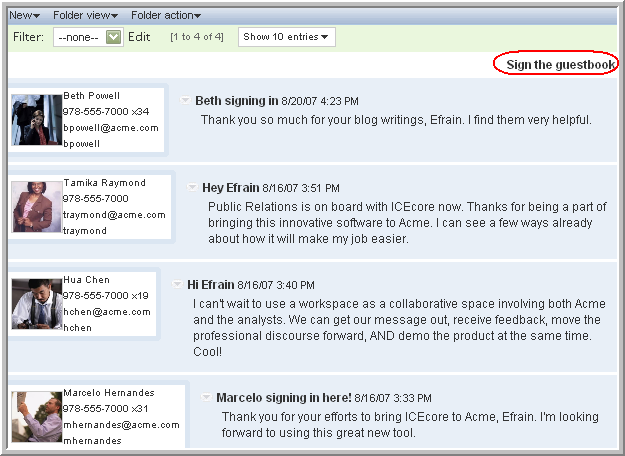 New Folder view Folder action
Filter: --none-- Edit [1 to 4 of 4] Show 10 entries
Sign the guestbook
Beth Powell
978-555-7000 x34
bpowell@acme.com
bpowell
Beth signing in 8/20/07 4:23 PM
Thank you so much for your blog writings, Efrain. I find them very helpful.
Tamika Raymond
978-555-7000
traymond@acme.com
traymond
Hey Efrain 8/16/07 3:51 PM
Public Relations is on board with ICEcore now. Thanks for being a part of
bringing this innovative software to Acme. I can see a few ways already
about how it will make my job easier.
Hua Chen
978-555-7000 x19
hchen@acme.com
hchen
Hi Efrain 8/16/07 3:40 PM
I can't wait to use a workspace as a collaborative space involving both Acme
and the analysts. We can get our message out, receive feedback, move the
professional discourse forward, AND demo the product at the same time.
Cool!
Marcelo Hernandes
978-555-7000 x31
mhernandes@acme.com
mhernandes
Marcelo signing in here! 8/16/07 3:33 PM
Thank you for your efforts to bring ICEcore to Acme, Efrain. I'm looking
forward to using this great new tool.